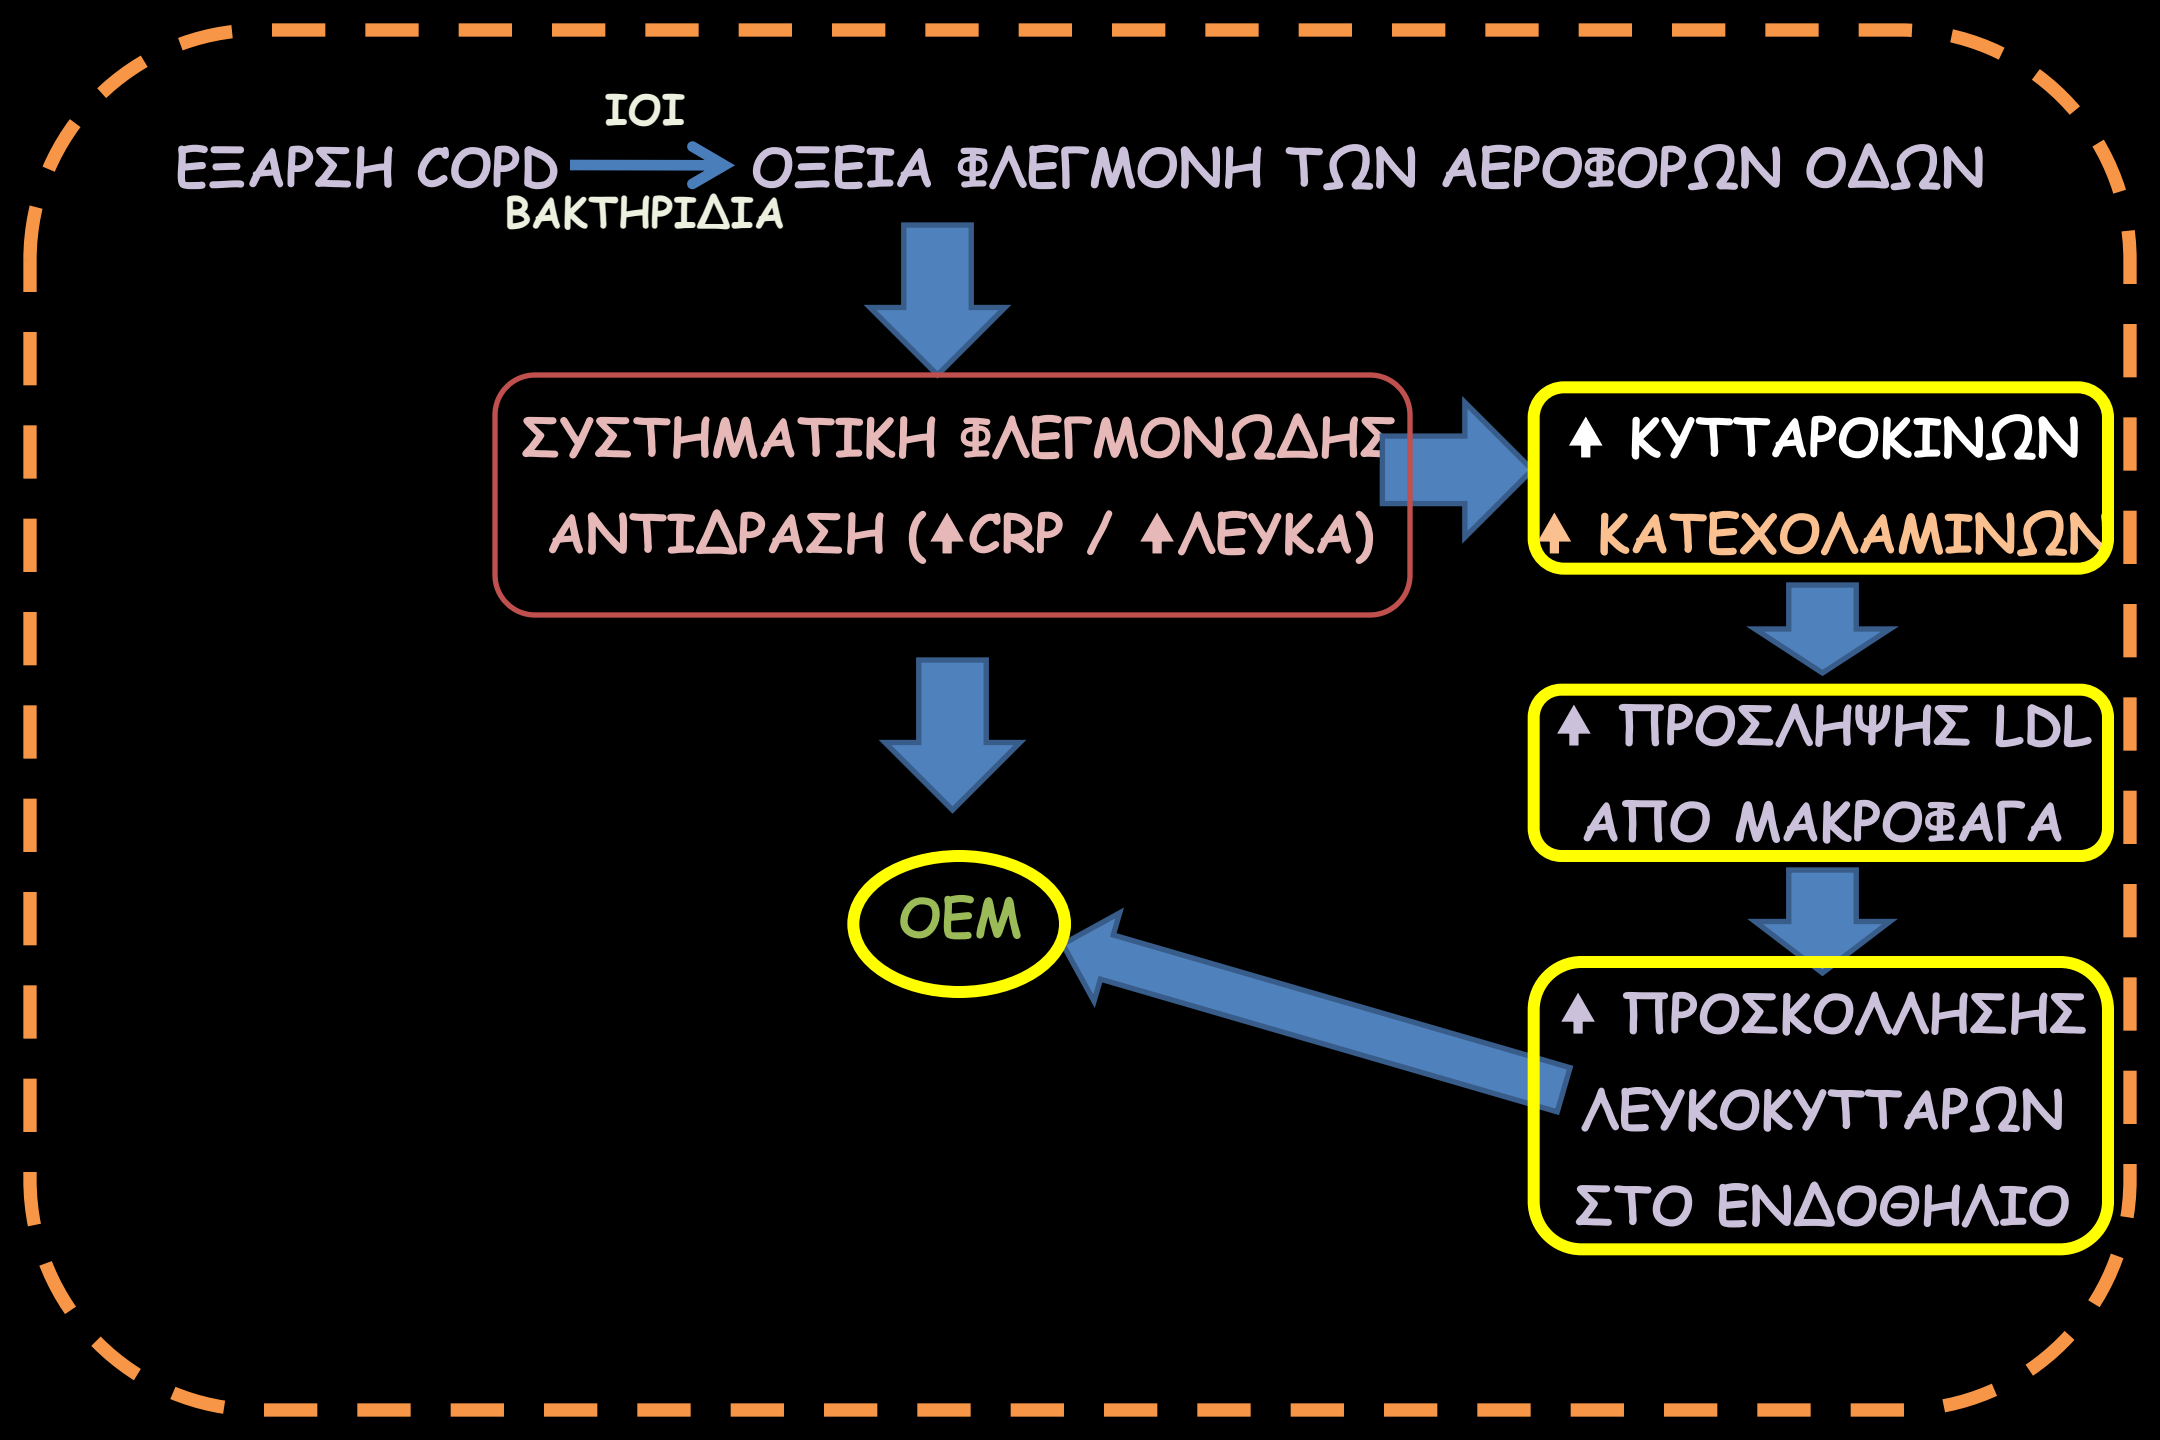 ΙΟΙ
ΕΞΑΡΣΗ COPD ΟΞΕΙΑ ΦΛΕΓΜΟΝΗ ΤΩΝ ΑΕΡΟΦΟΡΩΝ ΟΔΩΝ
ΒΑΚΤΗΡΙΔΙΑ
ΣΥΣΤΗΜΑΤΙΚΗ ΦΛΕΓΜΟΝΩΔΗΣ
ΑΝΤΙΔΡΑΣΗ (🠅CRP / 🠅ΛΕΥΚΑ)
🠅 ΚΥΤΤΑΡΟΚΙΝΩΝ
🠅 ΚΑΤΕΧΟΛΑΜΙΝΩΝ
🠅 ΠΡΟΣΛΗΨΗΣ LDL
ΑΠΟ ΜΑΚΡΟΦΑΓΑ
🠅 ΠΡΟΣΚΟΛΛΗΣΗΣ
ΛΕΥΚΟΚΥΤΤΑΡΩΝ
ΣΤΟ ΕΝΔΟΘΗΛΙΟ
ΟΕΜ